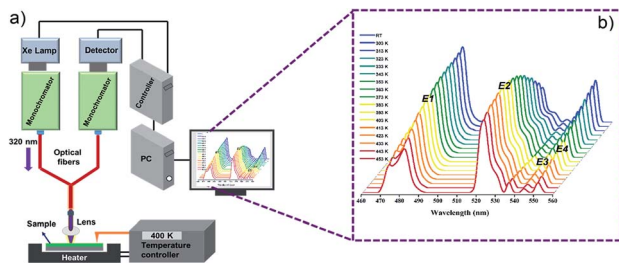 a)
Xe Lamp
Detector
Monochromator
Monochromator
Controller
PC
320 nm
Optical
fibers
Lens
Sample
Heater
400 K
Temperature
controller
b)
RT
303 K
313 K
323 K
333 K
343 K
353 K
363 K
373 K
383 K
393 K
403 K
413 K
423 K
433 K
443 K
453 K
E1
E2
E3
E4
460 470 480 490 500 510 520 530 540 550 560
Wavelength (nm)